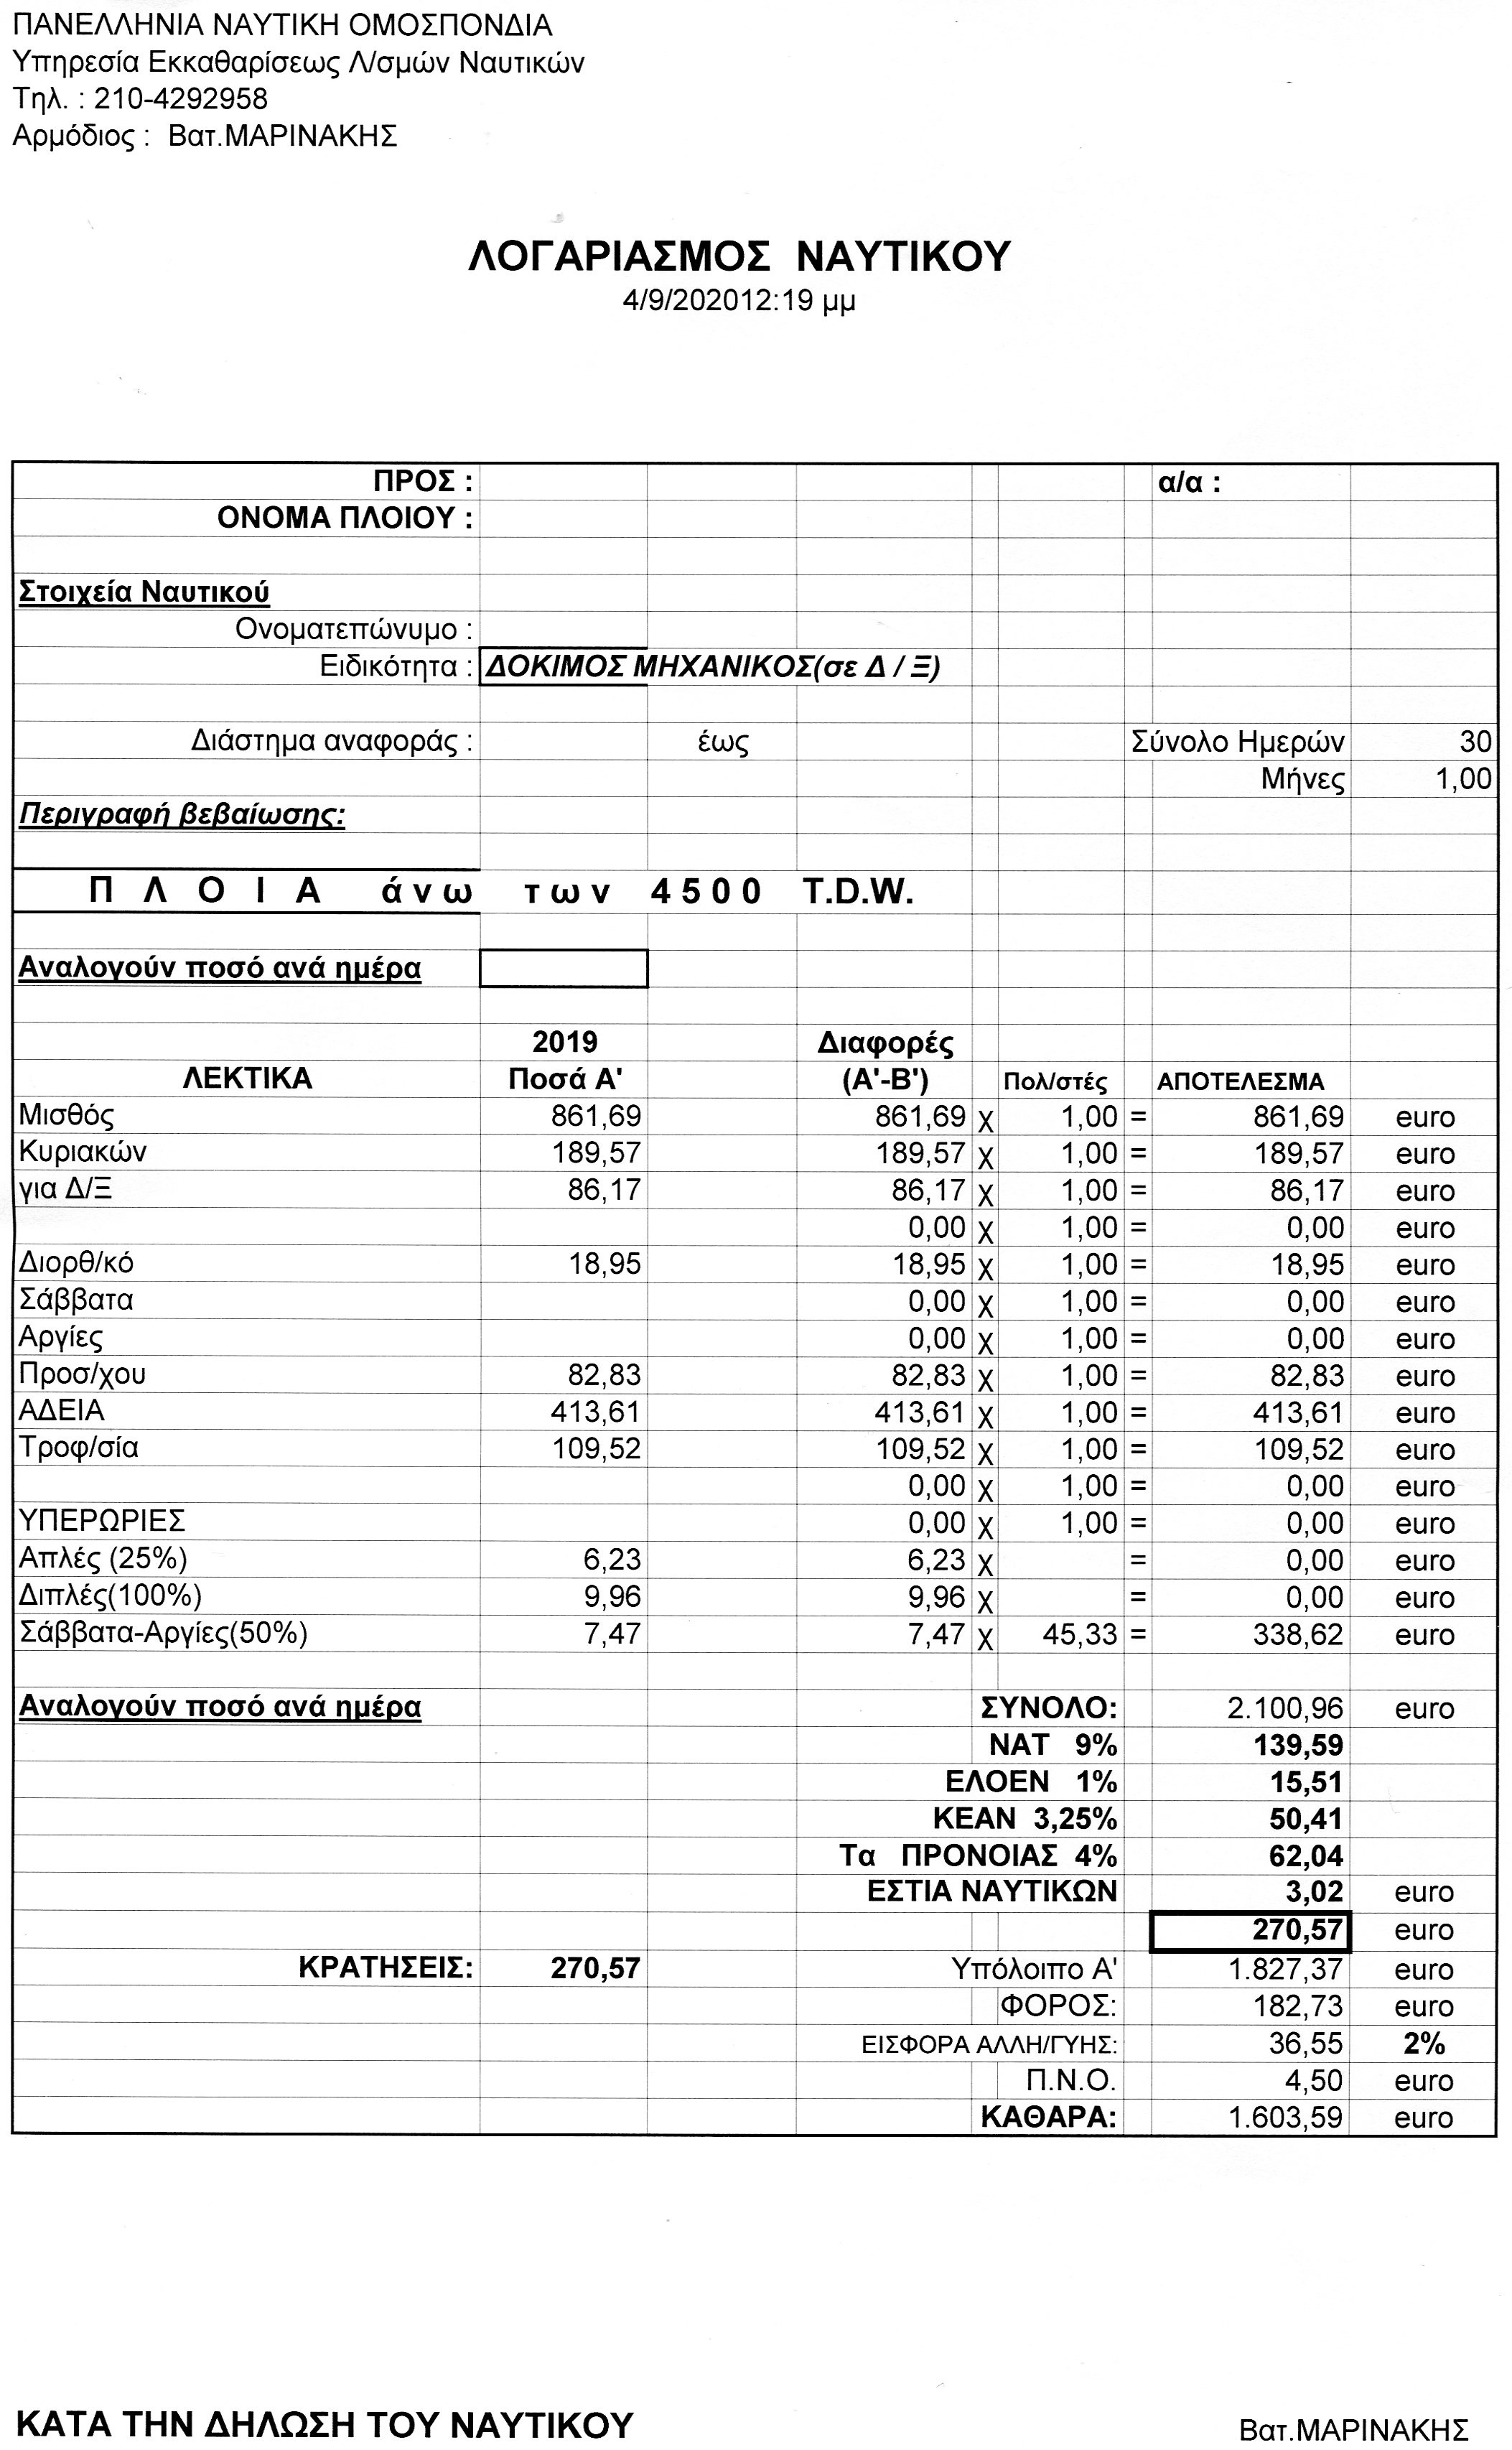 ΠΑΝΕΛΛΗΝΙΑ ΝΑΥΤΙΚΗ ΟΜΟΣΠΟΝΔΙΑ
Υπηρεσία Εκκαθαρίσεως Λ/σμών Ναυτικών
Τηλ. : 210-4292958
Αρμόδιος : Βατ.ΜΑΡΙΝΑΚΗΣ
ΛΟΓΑΡΙΑΣΜΟΣ ΝΑΥΤΙΚΟΥ
4/9/202012:19 μμ
ΠΡΟΣ : α/α :
ΟΝΟΜΑ ΠΛΟΙΟΥ :
Στοιχεία Ναυτικού
Ονοματεπώνυμο :
Ειδικότητα : ΔΟΚΙΜΟΣ ΜΗΧΑΝΙΚΟΣ(σε Δ / Ξ)
Διάστημα αναφοράς : έως Σύνολο Ημερών 30
Μήνες 1,00
Περιγραφή βεβαίωσης:
Π Λ Ο Ι Α ά ν ω τ ω ν 4 5 0 0 T.D.W.
Αναλογούν ποσό ανά ημέρα
2019 Διαφορές
ΛΕΚΤΙΚΑ Ποσά Α' (Α'-Β') Πολ/στές ΑΠΟΤΕΛΕΣΜΑ
Μισθός 861,69 861,69 χ 1,00 = 861,69 euro
Κυριακών 189,57 189,57 χ 1,00 = 189,57 euro
για Δ/Ξ 86,17 86,17 χ 1,00 = 86,17 euro
0,00 χ 1,00 = 0,00 euro
Διορθ/κό 18,95 18,95 χ 1,00 = 18,95 euro
Σάββατα 0,00 χ 1,00 = 0,00 euro
Αργίες 0,00 χ 1,00 = 0,00 euro
Προσ/χου 82,83 82,83 χ 1,00 = 82,83 euro
ΑΔΕΙΑ 413,61 413,61 χ 1,00 = 413,61 euro
Τροφ/σία 109,52 109,52 χ 1,00 = 109,52 euro
0,00 χ 1,00 = 0,00 euro
ΥΠΕΡΩΡΙΕΣ 0,00 χ 1,00 = 0,00 euro
Απλές (25%) 6,23 6,23 χ = 0,00 euro
Διπλές(100%) 9,96 9,96 χ = 0,00 euro
Σάββατα-Αργίες(50%) 7,47 7,47 χ 45,33 = 338,62 euro
Αναλογούν ποσό ανά ημέρα ΣΥΝΟΛΟ: 2.100,96 euro
ΝΑΤ 9% 139,59
ΕΛΟΕΝ 1% 15,51
ΚΕΑΝ 3,25% 50,41
Τα ΠΡΟΝΟΙΑΣ 4% 62,04
ΕΣΤΙΑ ΝΑΥΤΙΚΩΝ 3,02 euro
270,57 euro
ΚΡΑΤΗΣΕΙΣ: 270,57 Υπόλοιπο Α' 1.827,37 euro
ΦΟΡΟΣ: 182,73 euro
ΕΙΣΦΟΡΑ ΑΛΛΗ/ΓΥΗΣ: 36,55 2%
Π.Ν.Ο. 4,50 euro
ΚΑΘΑΡΑ: 1.603,59 euro
ΚΑΤΑ ΤΗΝ ΔΗΛΩΣΗ ΤΟΥ ΝΑΥΤΙΚΟΥ Βατ.ΜΑΡΙΝΑΚΗΣ